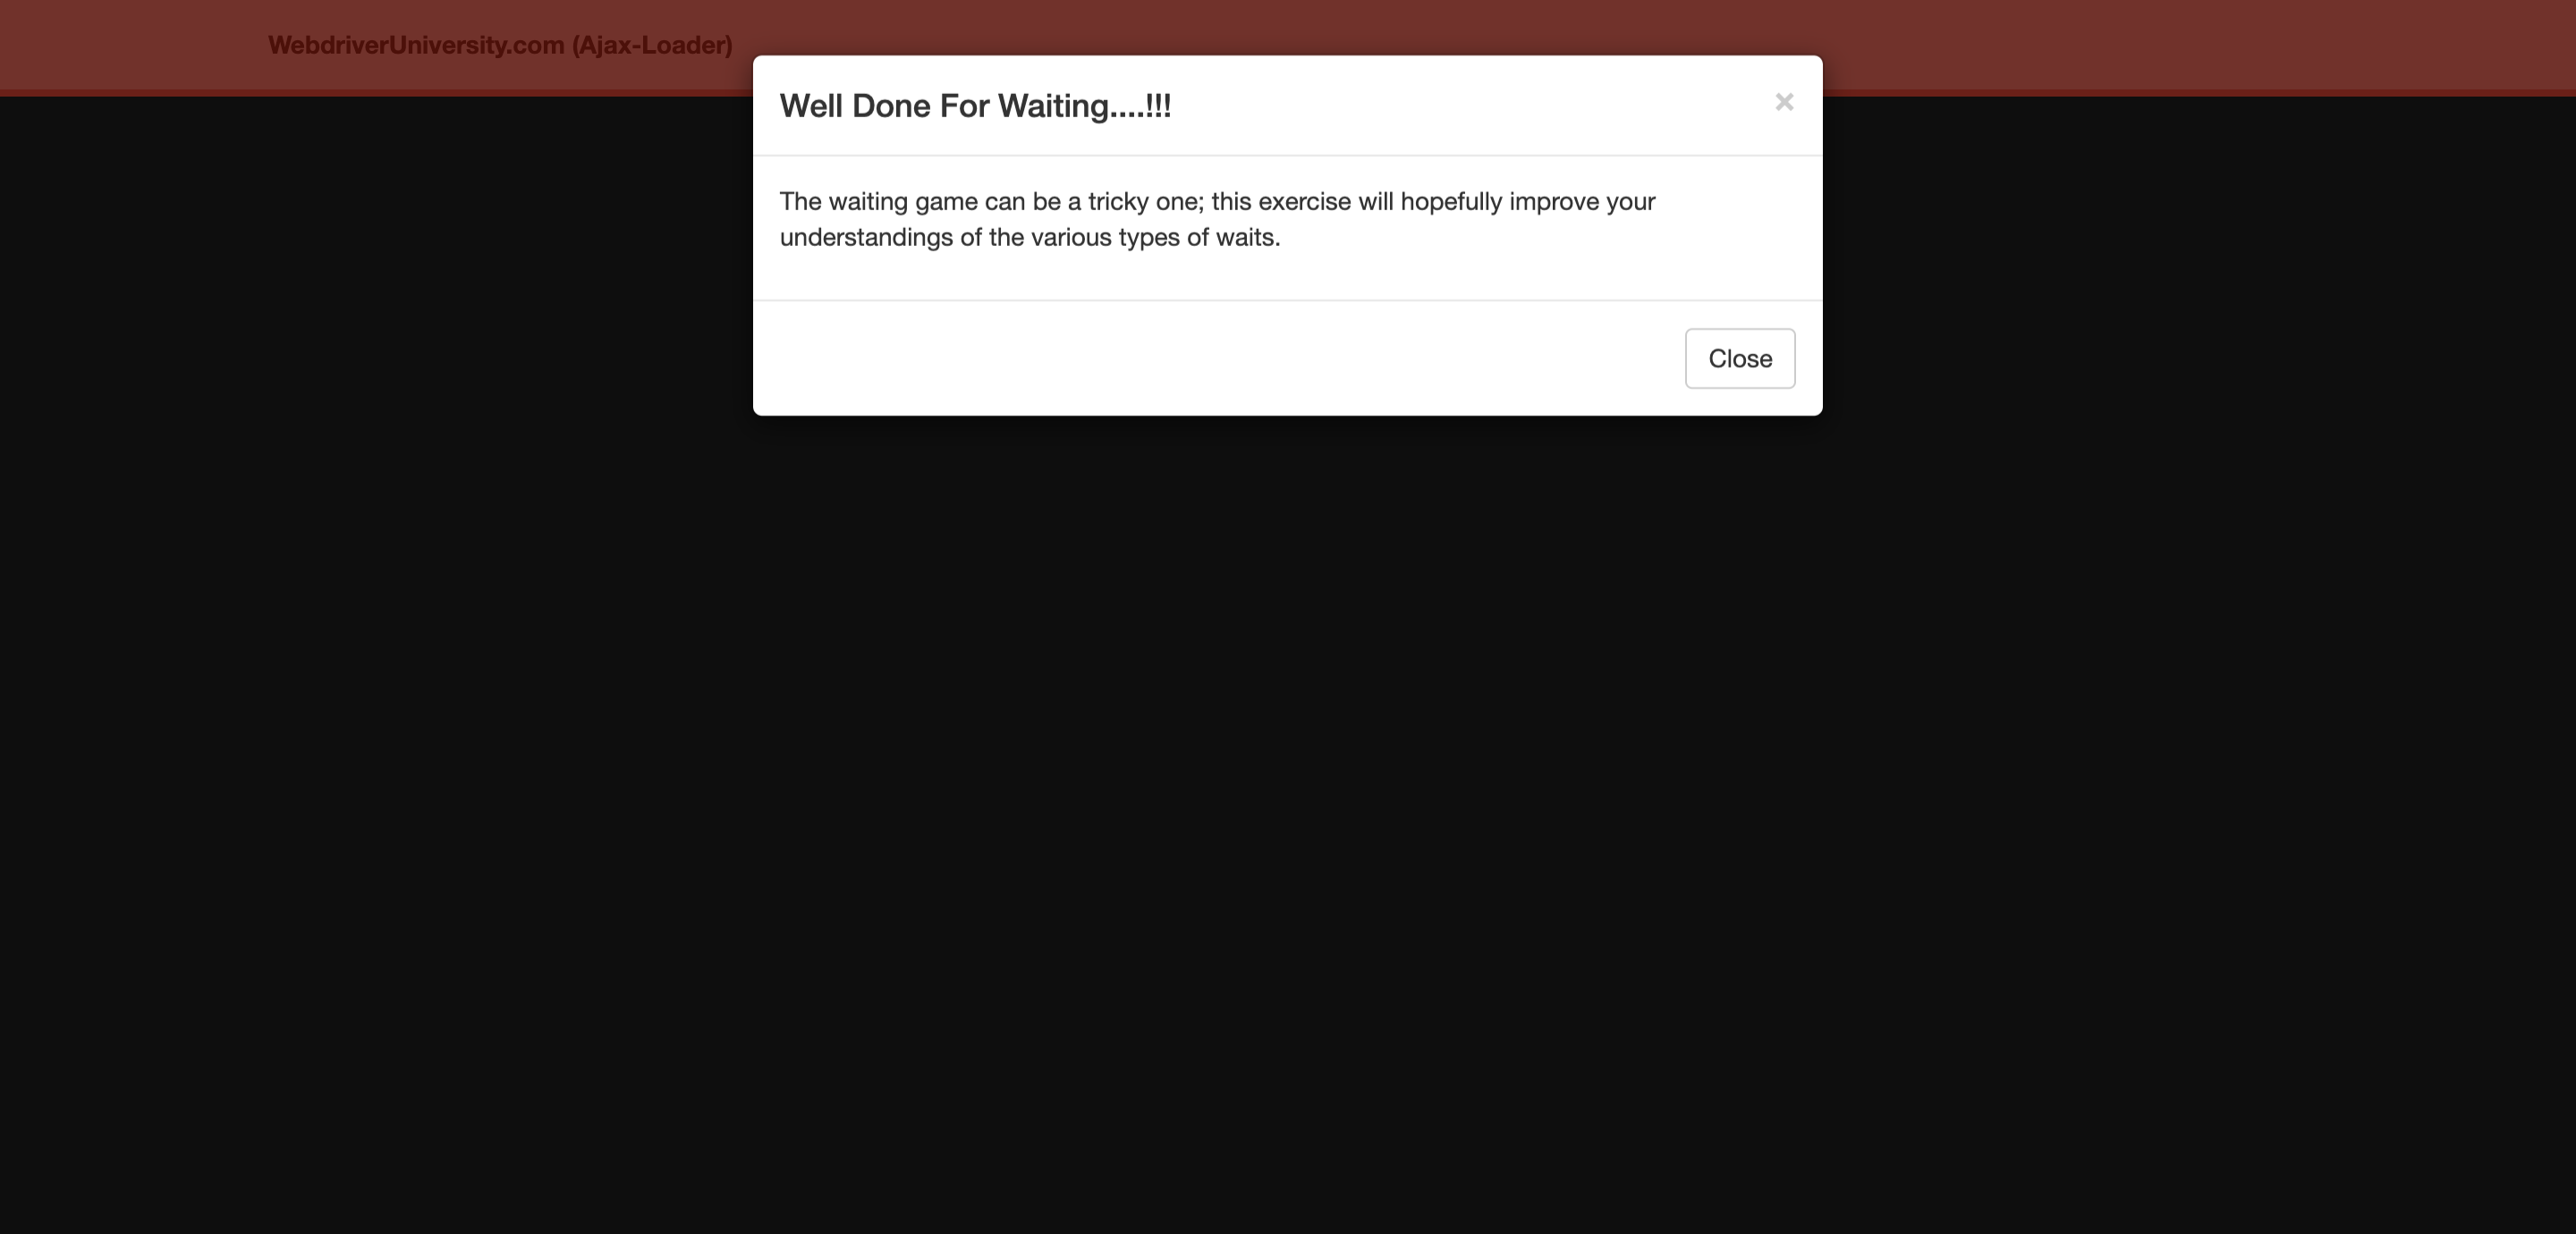 WebdriverUniversity.com (Ajax-Loader)
Well Done For Waiting....!!!
×
The waiting game can be a tricky one; this exercise will hopefully improve your
understandings of the various types of waits.
Close